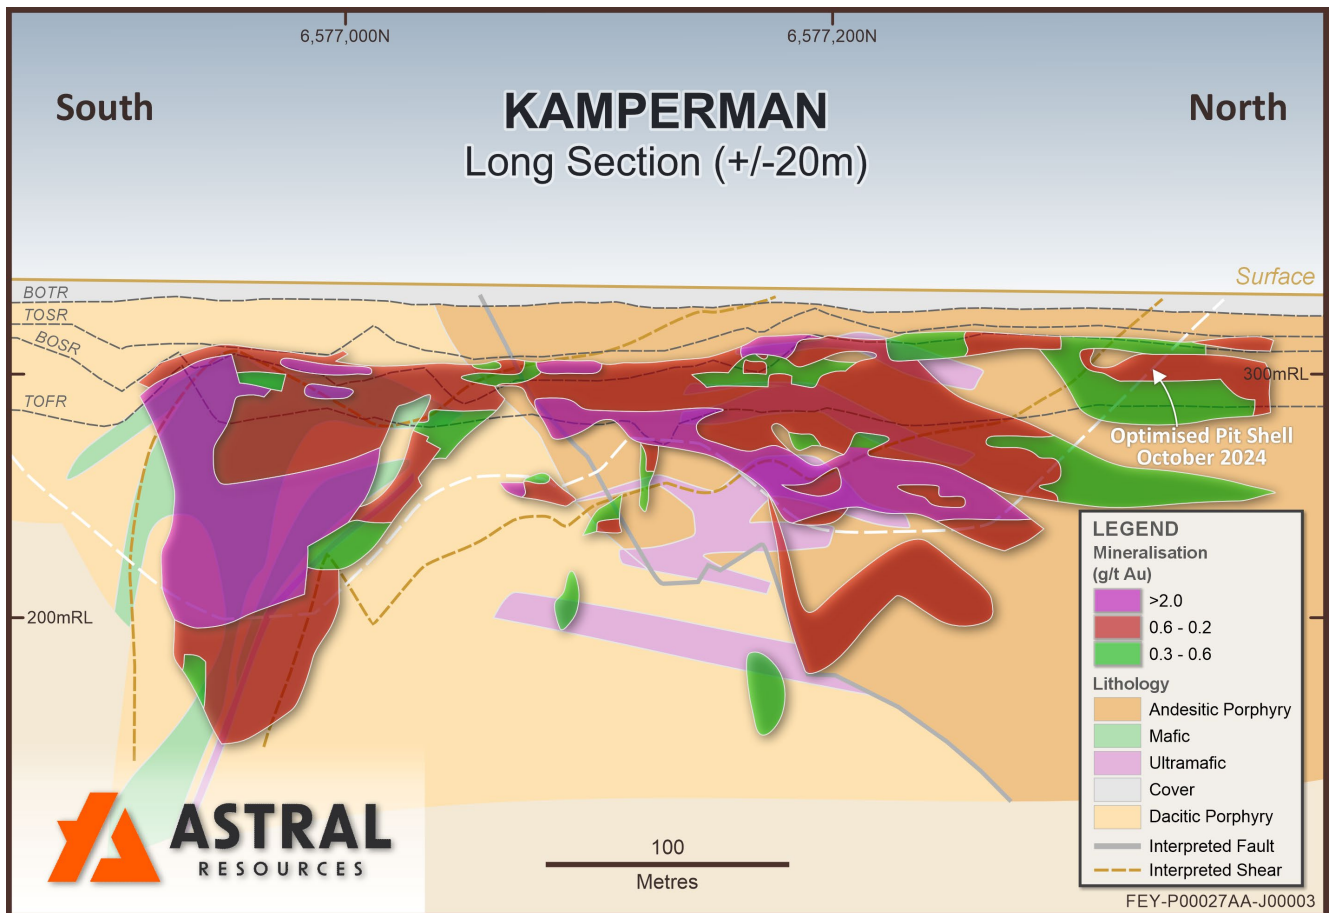 6,577,000N
6,577,200N
South
KAMPERMAN
North
Long Section (+/-20m)
Surface
BOTR
TOSR
BOSR
300mRL
TOFR
Optimised Pit Shell
October 2024
200mRL
LEGEND
Mineralisation
(g/t Au)
>2.0
0.6 - 0.2
0.3 - 0.6
Lithology
Andesitic Porphyry
Mafic
Ultramafic
Cover
Dacitic Porphyry
Interpreted Fault
Interpreted Shear
ASTRAL
RESOURCES
100
Metres
FEY-P00027AA-J00003